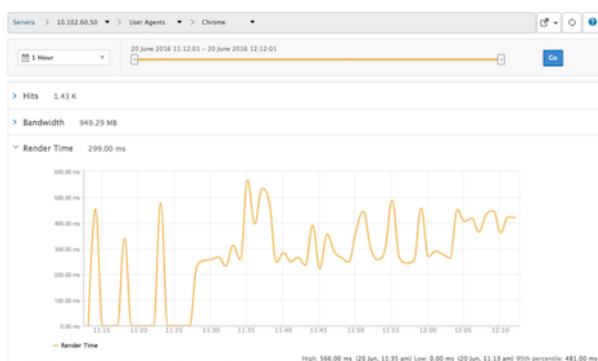 Servers > 10.102.60.50 > User Agents > Chrome
1 Hour
20 June 2016 11:12:01 - 20 June 2016 12:12:01
Go
Hits 1.43 K
Bandwidth 949.29 MB
Render Time 299.00 ms
600.00 ms
500.00 ms
400.00 ms
300.00 ms
200.00 ms
100.00 ms
0.00 ms
11:15 11:20 11:25 11:30 11:35 11:40 11:45 11:50 11:55 12:00 12:05 12:10
Render Time
High: 566.00 ms (20 Jun, 11:35 am) Low: 0.00 ms (20 Jun, 11:13 am) 95th percentile: 481.00 ms